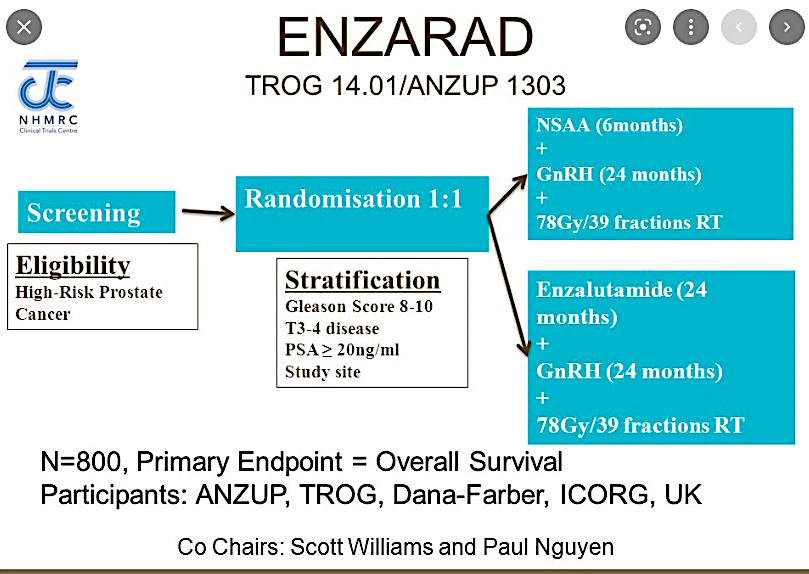 ENZARAD
TROG 14.01/ANZUP 1303
NHMRC
Clinical Trials Centre
Screening
Eligibility
High-Risk Prostate
Cancer
Randomisation 1:1
Stratification
Gleason Score 8-10
T3-4 disease
PSA ≥ 20ng/ml
Study site
NSAA (6months)
+
GnRH (24 months)
+
78Gy/39 fractions RT
Enzalutamide (24
months)
+
GnRH (24 months)
+
78Gy/39 fractions RT
N=800, Primary Endpoint = Overall Survival
Participants: ANZUP, TROG, Dana-Farber, ICORG, UK
Co Chairs: Scott Williams and Paul Nguyen